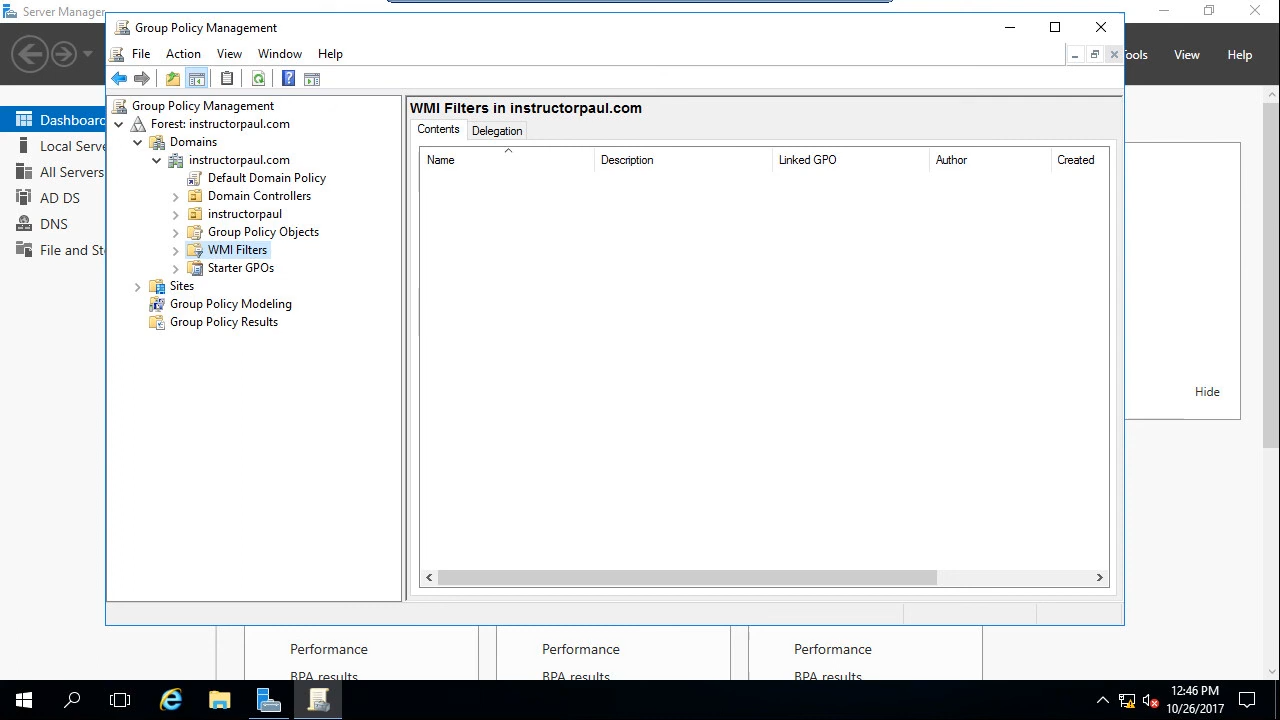 Server Manager
Group Policy Management
File Action View Window Help
Tools View Help
Group Policy Management
Forest: instructorpaul.com
Domains
instructorpaul.com
Default Domain Policy
Domain Controllers
instructorpaul
Group Policy Objects
WMI Filters
Starter GPOs
Sites
Group Policy Modeling
Group Policy Results
WMI Filters in instructorpaul.com
Contents Delegation
Name Description Linked GPO Author Created
Dashboard
Local Serve
All Servers
AD DS
DNS
File and Sto
Hide
Performance Performance Performance
BPA results BPA results BPA results
12:46 PM
10/26/2017